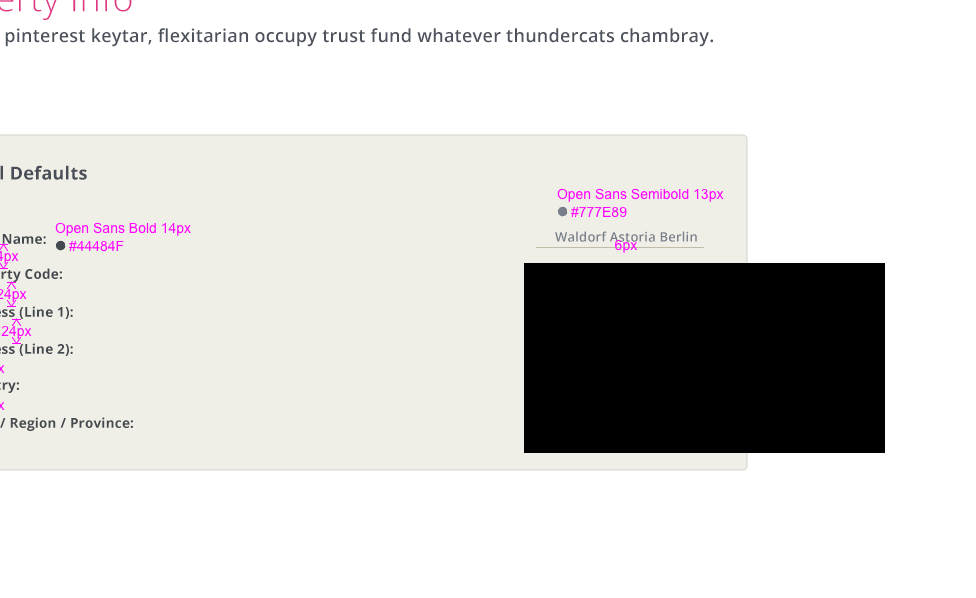 erty Info
pinterest keytar, flexitarian occupy trust fund whatever thundercats chambray.
l Defaults
Open Sans Semibold 13px
#777E89
Open Sans Bold 14px
#44484F
Name:
Waldorf Astoria Berlin
6px
4px
rty Code:
24px
ess (Line 1):
24px
ess (Line 2):
x
try:
x
/ Region / Province: